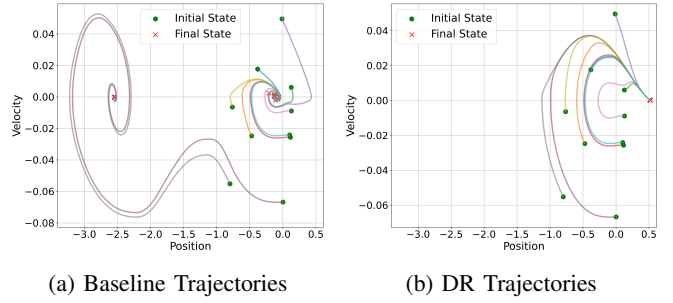 Initial State
Final State
Velocity
0.04
0.02
0.00
−0.02
−0.04
−0.06
−0.08
−3.0 −2.5 −2.0 −1.5 −1.0 −0.5 0.0 0.5
Position
(a) Baseline Trajectories
Initial State
Final State
Velocity
0.04
0.02
0.00
−0.02
−0.04
−0.06
−3.0 −2.5 −2.0 −1.5 −1.0 −0.5 0.0 0.5
Position
(b) DR Trajectories